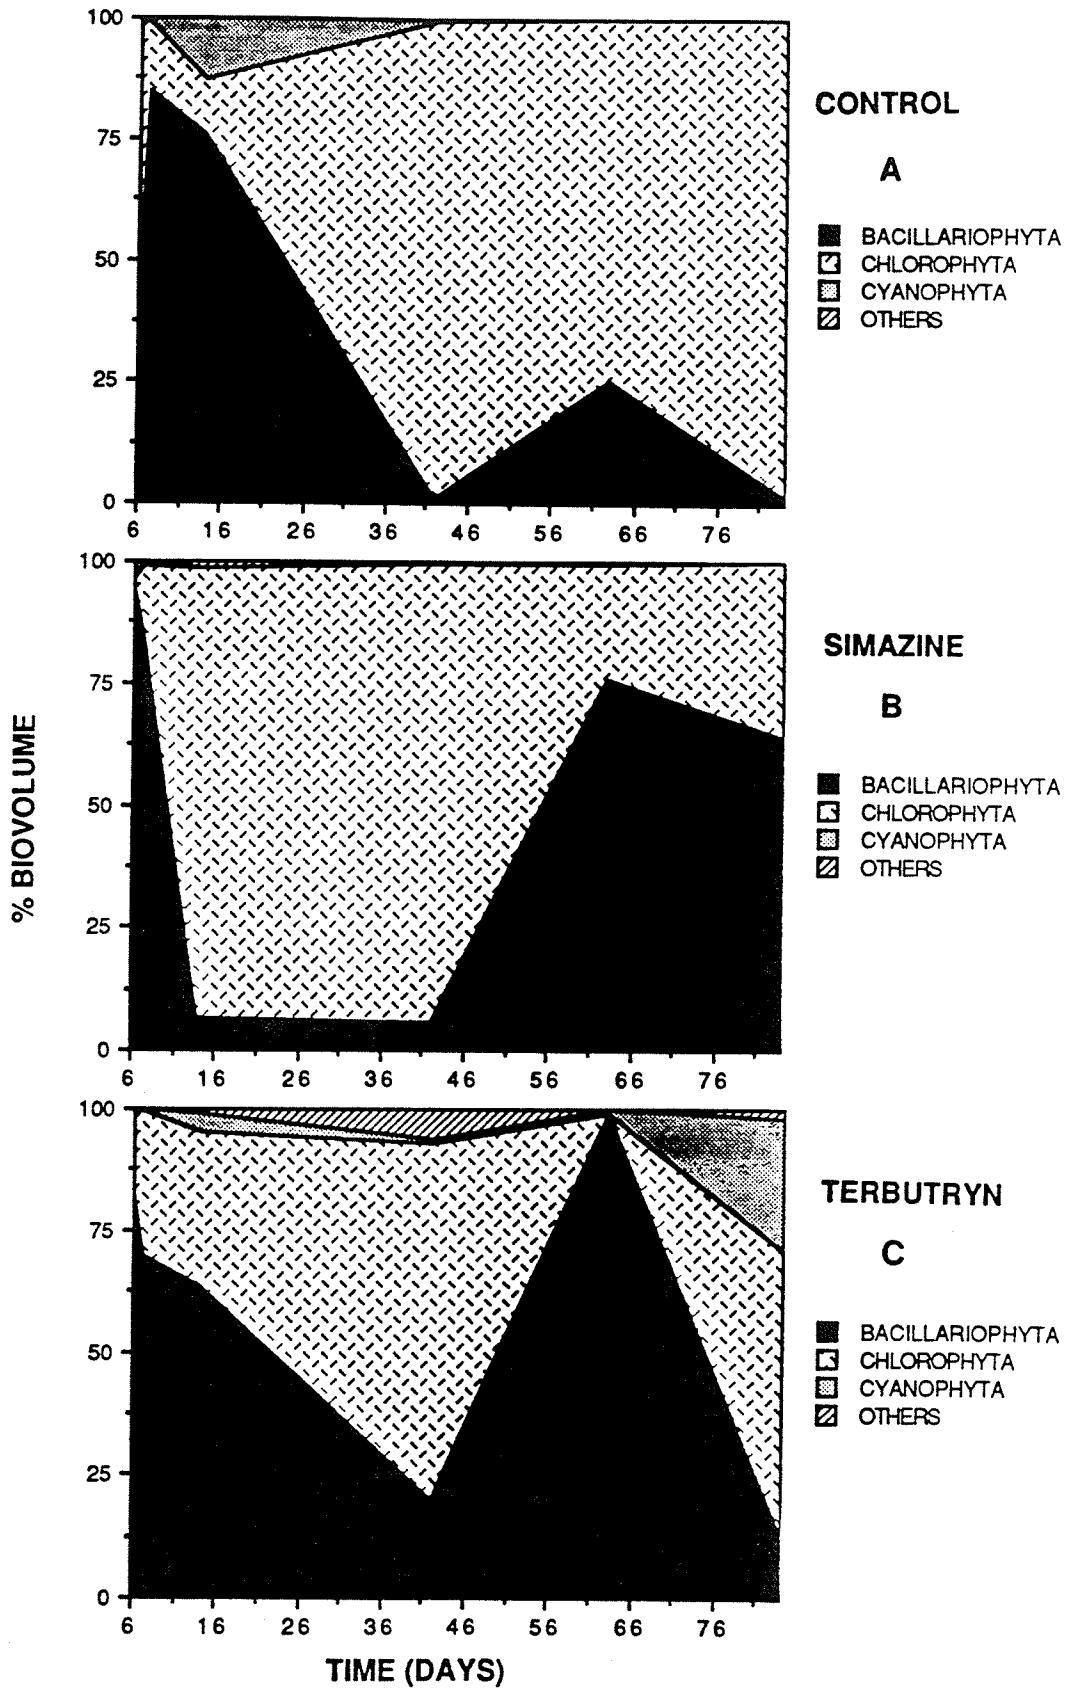 100
75
50
25
0
6 16 26 36 46 56 66 76
CONTROL
A
BACILLARIOPHYTA
CHLOROPHYTA
CYANOPHYTA
OTHERS
% BIOVOLUME
100
75
50
25
0
6 16 26 36 46 56 66 76
SIMAZINE
B
BACILLARIOPHYTA
CHLOROPHYTA
CYANOPHYTA
OTHERS
100
75
50
25
0
6 16 26 36 46 56 66 76
TERBUTRYN
C
BACILLARIOPHYTA
CHLOROPHYTA
CYANOPHYTA
OTHERS
TIME (DAYS)